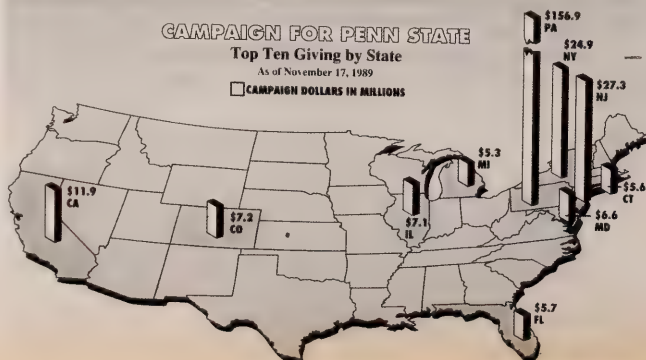 CAMPAIGN FOR PENN STATE
Top Ten Giving by State
As of November 17, 1989
CAMPAIGN DOLLARS IN MILLIONS
$156.9
PA
$24.9
NY
$27.3
NJ
$5.3
MI
$5.6
CT
$11.9
CA
$7.2
CO
$7.1
IL
$6.6
MD
$5.7
FL